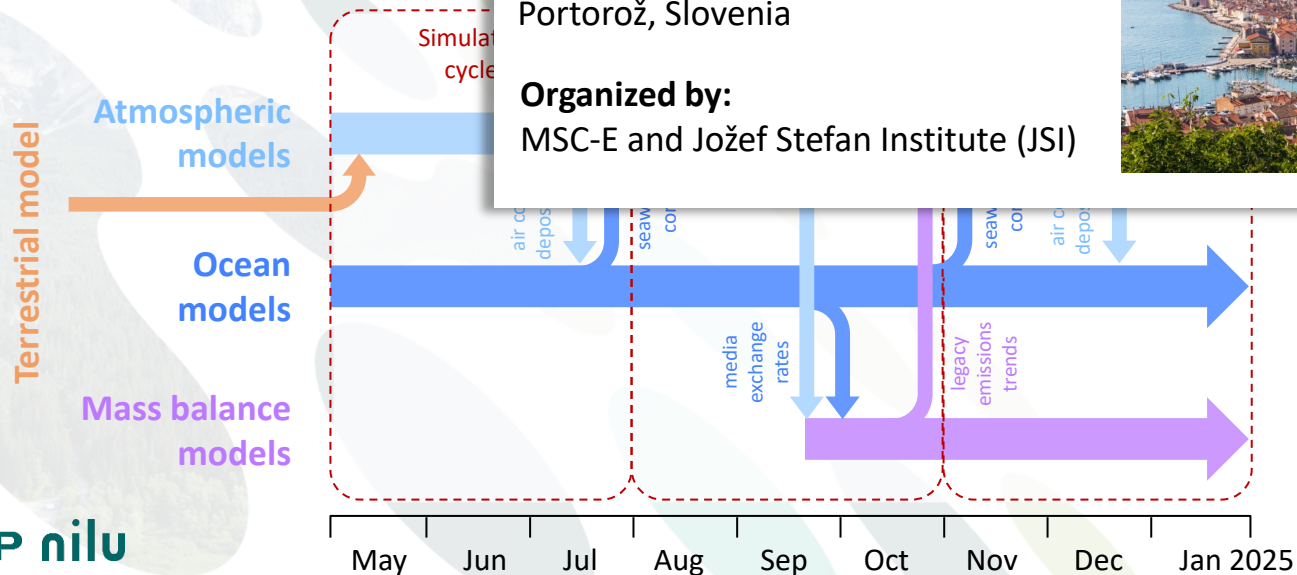 Portorož, Slovenia
Organized by:
MSC-E and Jožef Stefan Institute (JSI)
Atmospheric
models
Terrestrial model
Ocean
models
media
exchange
rates
legacy
emissions
trends
Mass balance
models
nilu
May Jun Jul Aug Sep Oct Nov Dec Jan 2025